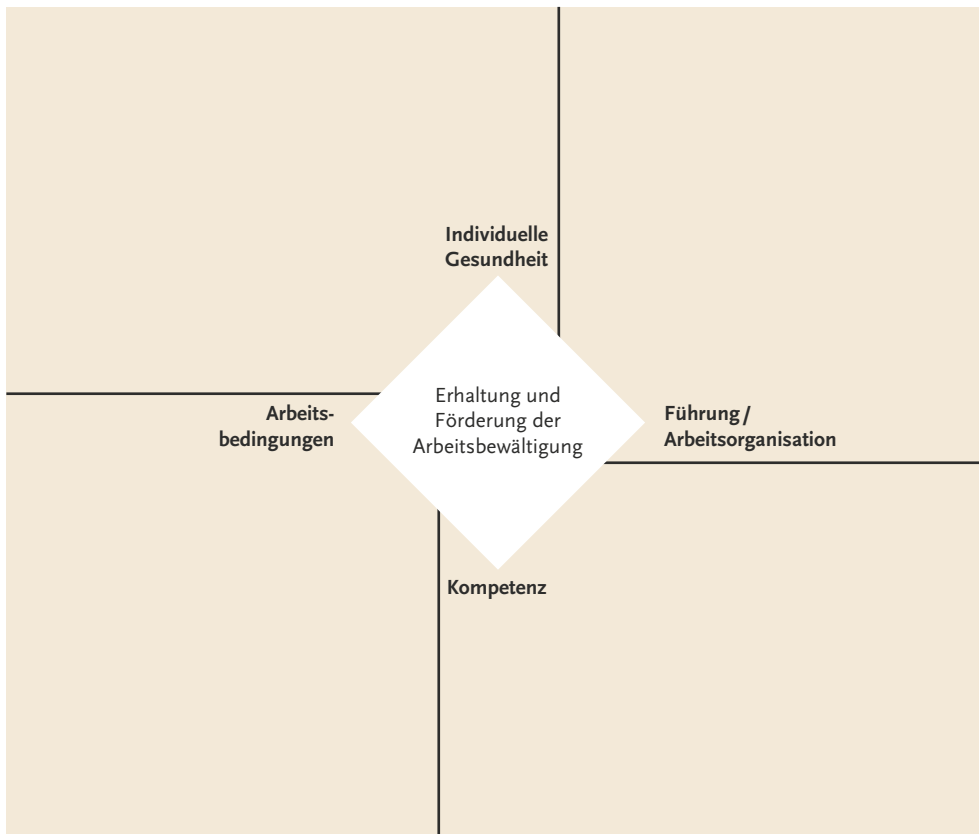 Individuelle
Gesundheit
Erhaltung und
Förderung der
Arbeitsbewältigung
Arbeits-
bedingungen
Führung /
Arbeitsorganisation
Kompetenz